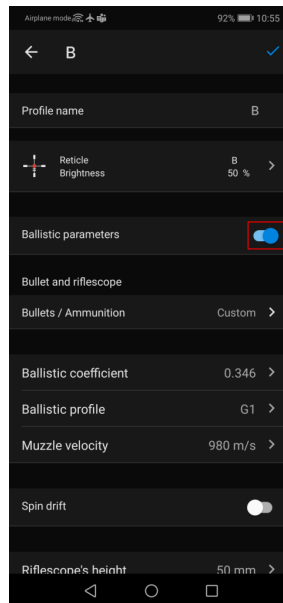 Airplane mode 92% 10:55
B
Profile name B
Reticle B
Brightness 50 %
Ballistic parameters
Bullet and riflescope
Bullets / Ammunition Custom
Ballistic coefficient 0.346
Ballistic profile G1
Muzzle velocity 980 m/s
Spin drift
Riflescope's height 50 mm